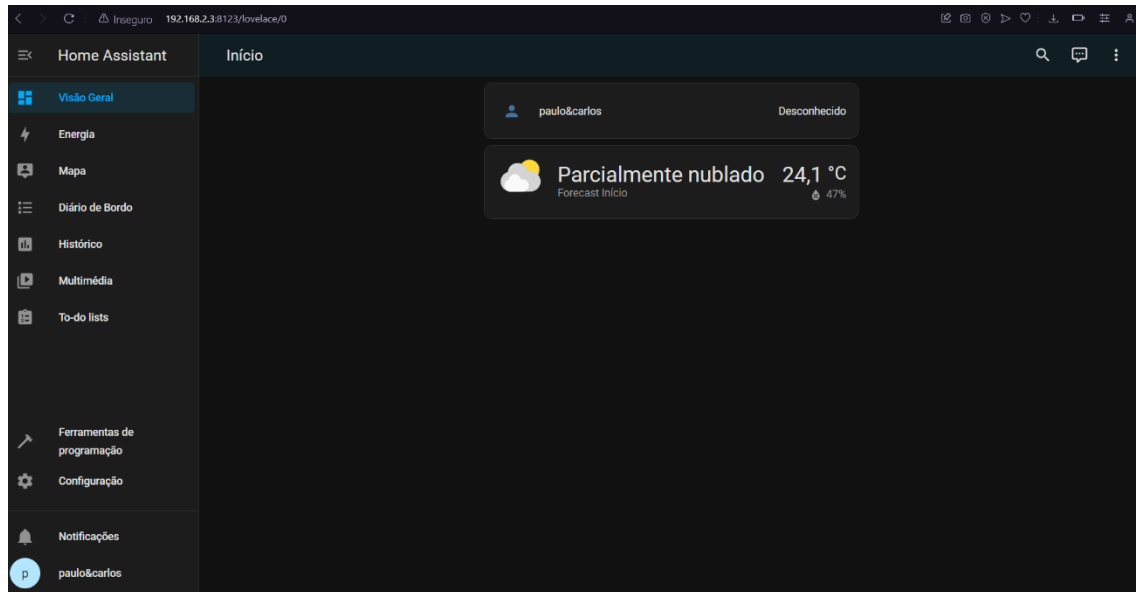 Inseguro 192.168.2.3:8123/lovelace/0
Home Assistant
Início
Visão Geral
Energia
Mapa
Diário de Bordo
Histórico
Multimédia
To-do lists
Ferramentas de
programação
Configuração
Notificações
p paulo&carlos
paulo&carlos Desconhecido
Parcialmente nublado 24,1 °C
Forecast Início 47%